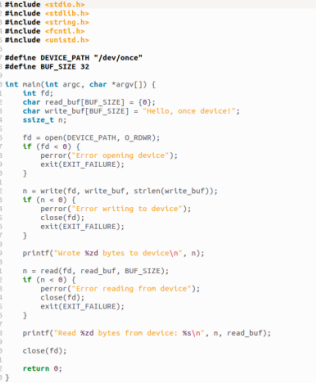 #include <stdio.h>
#include <stdlib.h>
#include <string.h>
#include <fcntl.h>
#include <unistd.h>
#define DEVICE_PATH "/dev/once"
#define BUF_SIZE 32
int main(int argc, char *argv[]) {
int fd;
char read_buf[BUF_SIZE] = {0};
char write_buf[BUF_SIZE] = "Hello, once device!";
ssize_t n;
fd = open(DEVICE_PATH, O_RDWR);
if (fd < 0) {
perror("Error opening device");
exit(EXIT_FAILURE);
}
n = write(fd, write_buf, strlen(write_buf));
if (n < 0) {
perror("Error writing to device");
close(fd);
exit(EXIT_FAILURE);
}
printf("Wrote %zd bytes to device\n", n);
n = read(fd, read_buf, BUF_SIZE);
if (n < 0) {
perror("Error reading from device");
close(fd);
exit(EXIT_FAILURE);
}
printf("Read %zd bytes from device: %s\n", n, read_buf);
close(fd);
return 0;
}